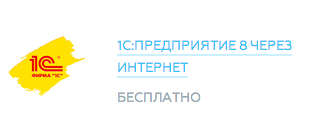 1С®
ФИРМА "1С"
1С:ПРЕДПРИЯТИЕ 8 ЧЕРЕЗ
ИНТЕРНЕТ
БЕСПЛАТНО